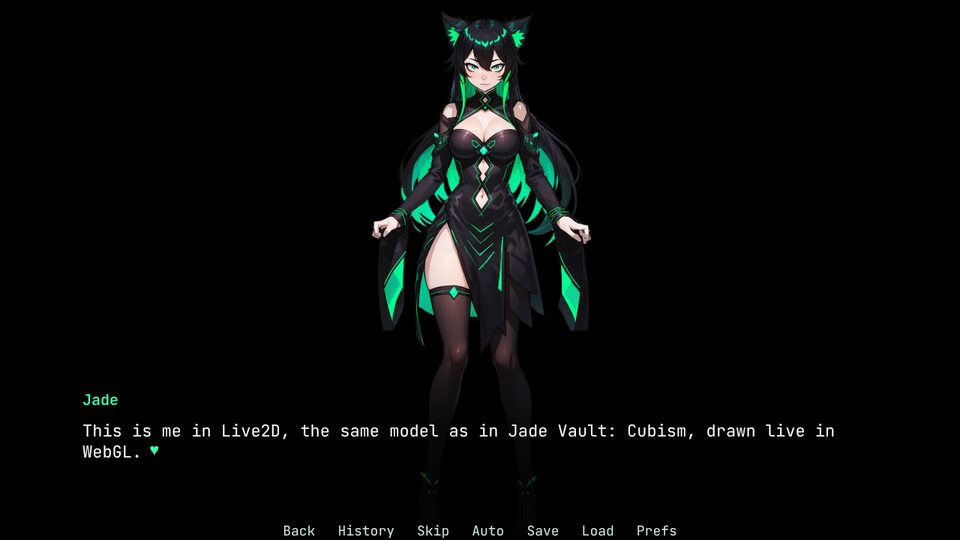 Jade
This is me in Live2D, the same model as in Jade Vault: Cubism, drawn live in
WebGL. ♥
Back History Skip Auto Save Load Prefs